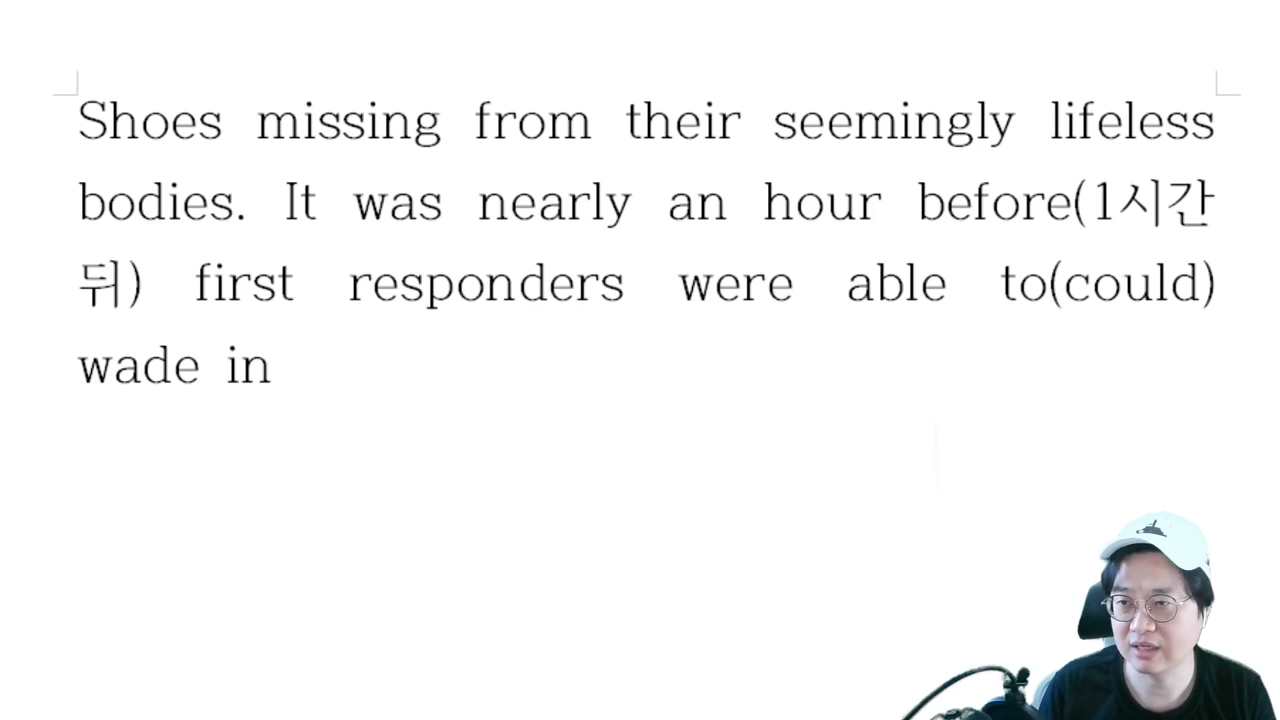 Shoes missing from their seemingly lifeless
bodies. It was nearly an hour before(1시간
뒤) first responders were able to(could)
wade in